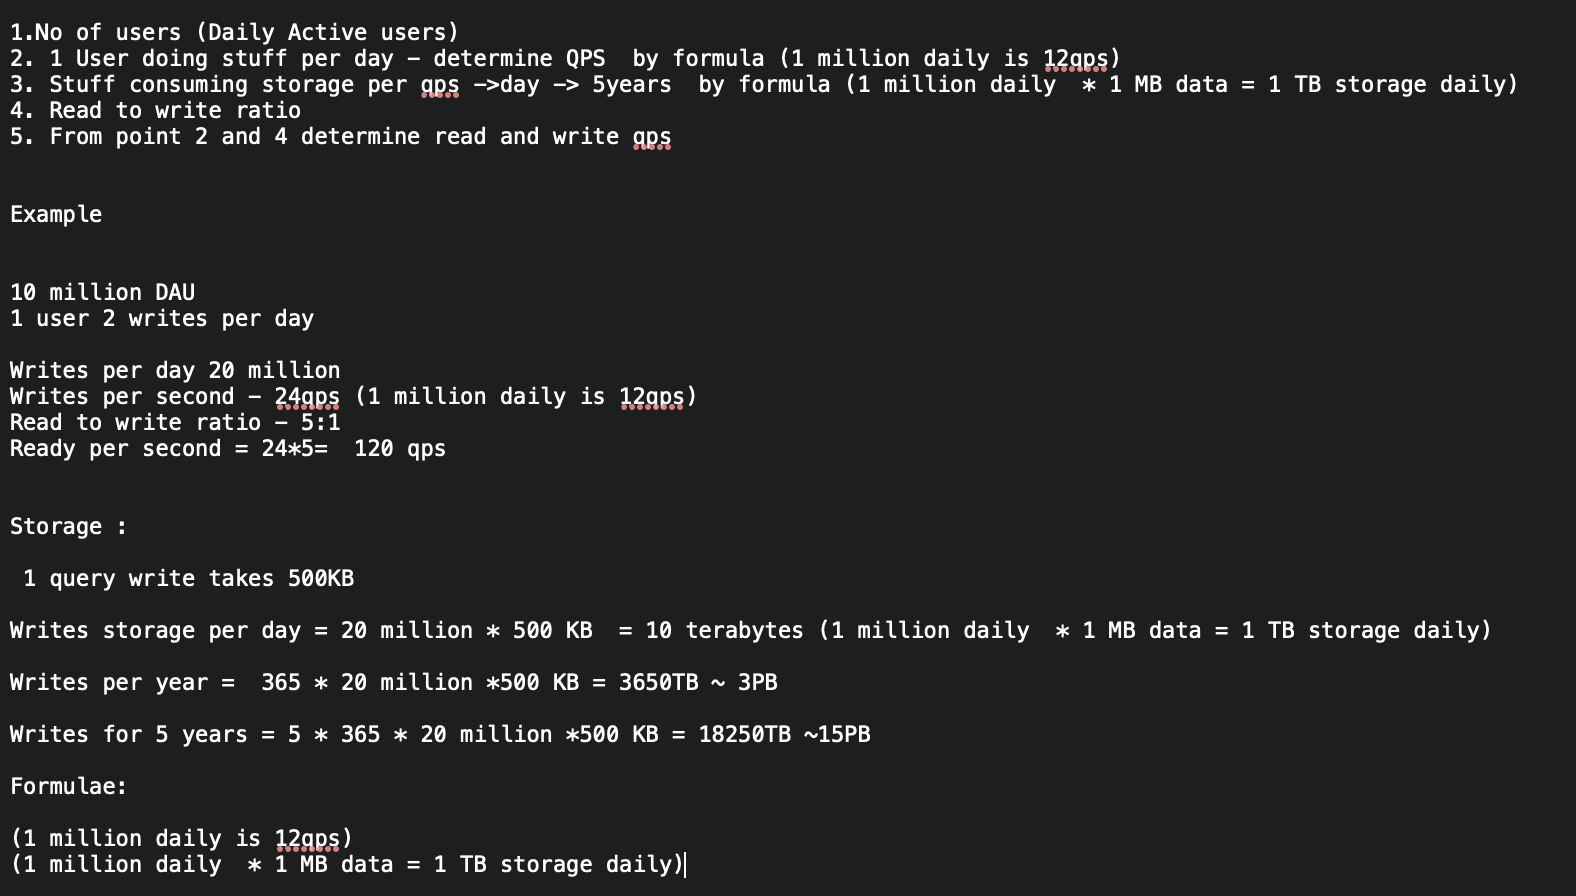 1.No of users (Daily Active users)
2. 1 User doing stuff per day – determine QPS  by formula (1 million daily is 12qps)
3. Stuff consuming storage per qps –>day –> 5years  by formula (1 million daily  * 1 MB data = 1 TB storage daily)
4. Read to write ratio
5. From point 2 and 4 determine read and write qps
Example
10 million DAU
1 user 2 writes per day
Writes per day 20 million
Writes per second – 24qps (1 million daily is 12qps)
Read to write ratio – 5:1
Ready per second = 24*5=  120 qps
Storage :
1 query write takes 500KB
Writes storage per day = 20 million * 500 KB  = 10 terabytes (1 million daily  * 1 MB data = 1 TB storage daily)
Writes per year =  365 * 20 million *500 KB = 3650TB ~ 3PB
Writes for 5 years = 5 * 365 * 20 million *500 KB = 18250TB ~15PB
Formulae:
(1 million daily is 12qps)
(1 million daily  * 1 MB data = 1 TB storage daily)